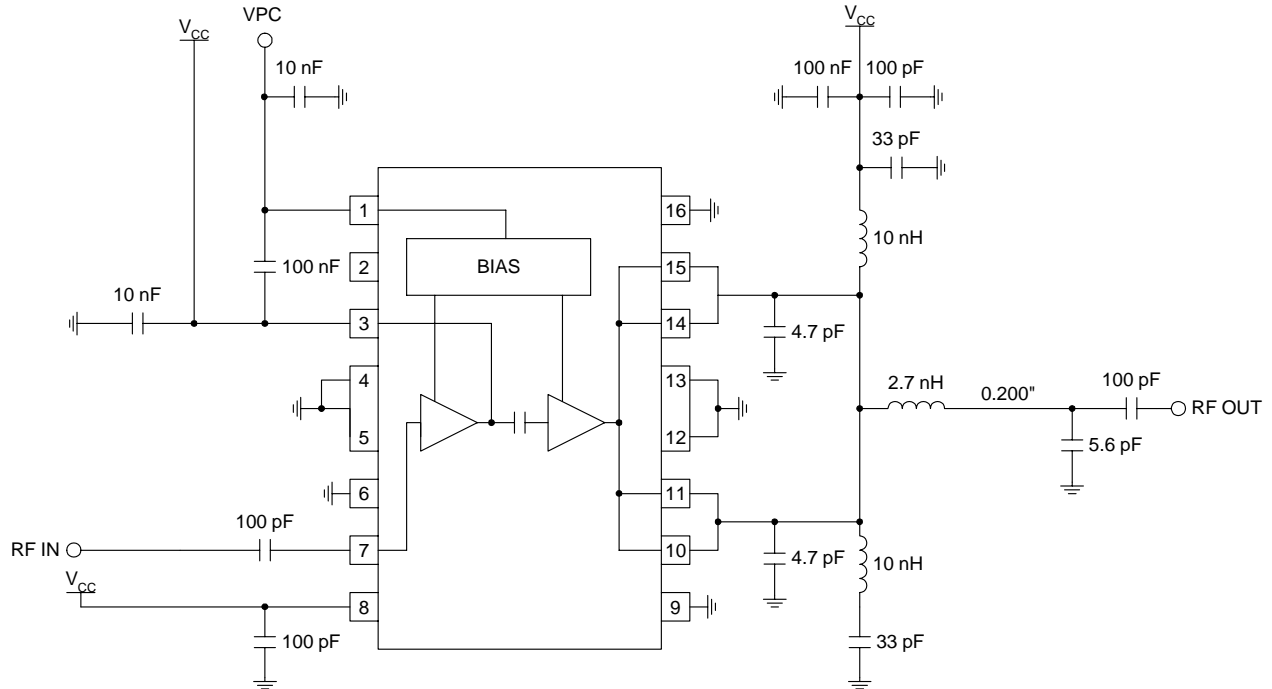 VPC
VCC
VCC
10 nF
100 nF
100 pF
33 pF
1
16
10 nH
2
BIAS
15
100 nF
10 nF
3
14
4.7 pF
4
13
2.7 nH
0.200"
100 pF
RF OUT
5
12
5.6 pF
6
11
100 pF
RF IN
7
10
4.7 pF
10 nH
VCC
8
9
100 pF
33 pF